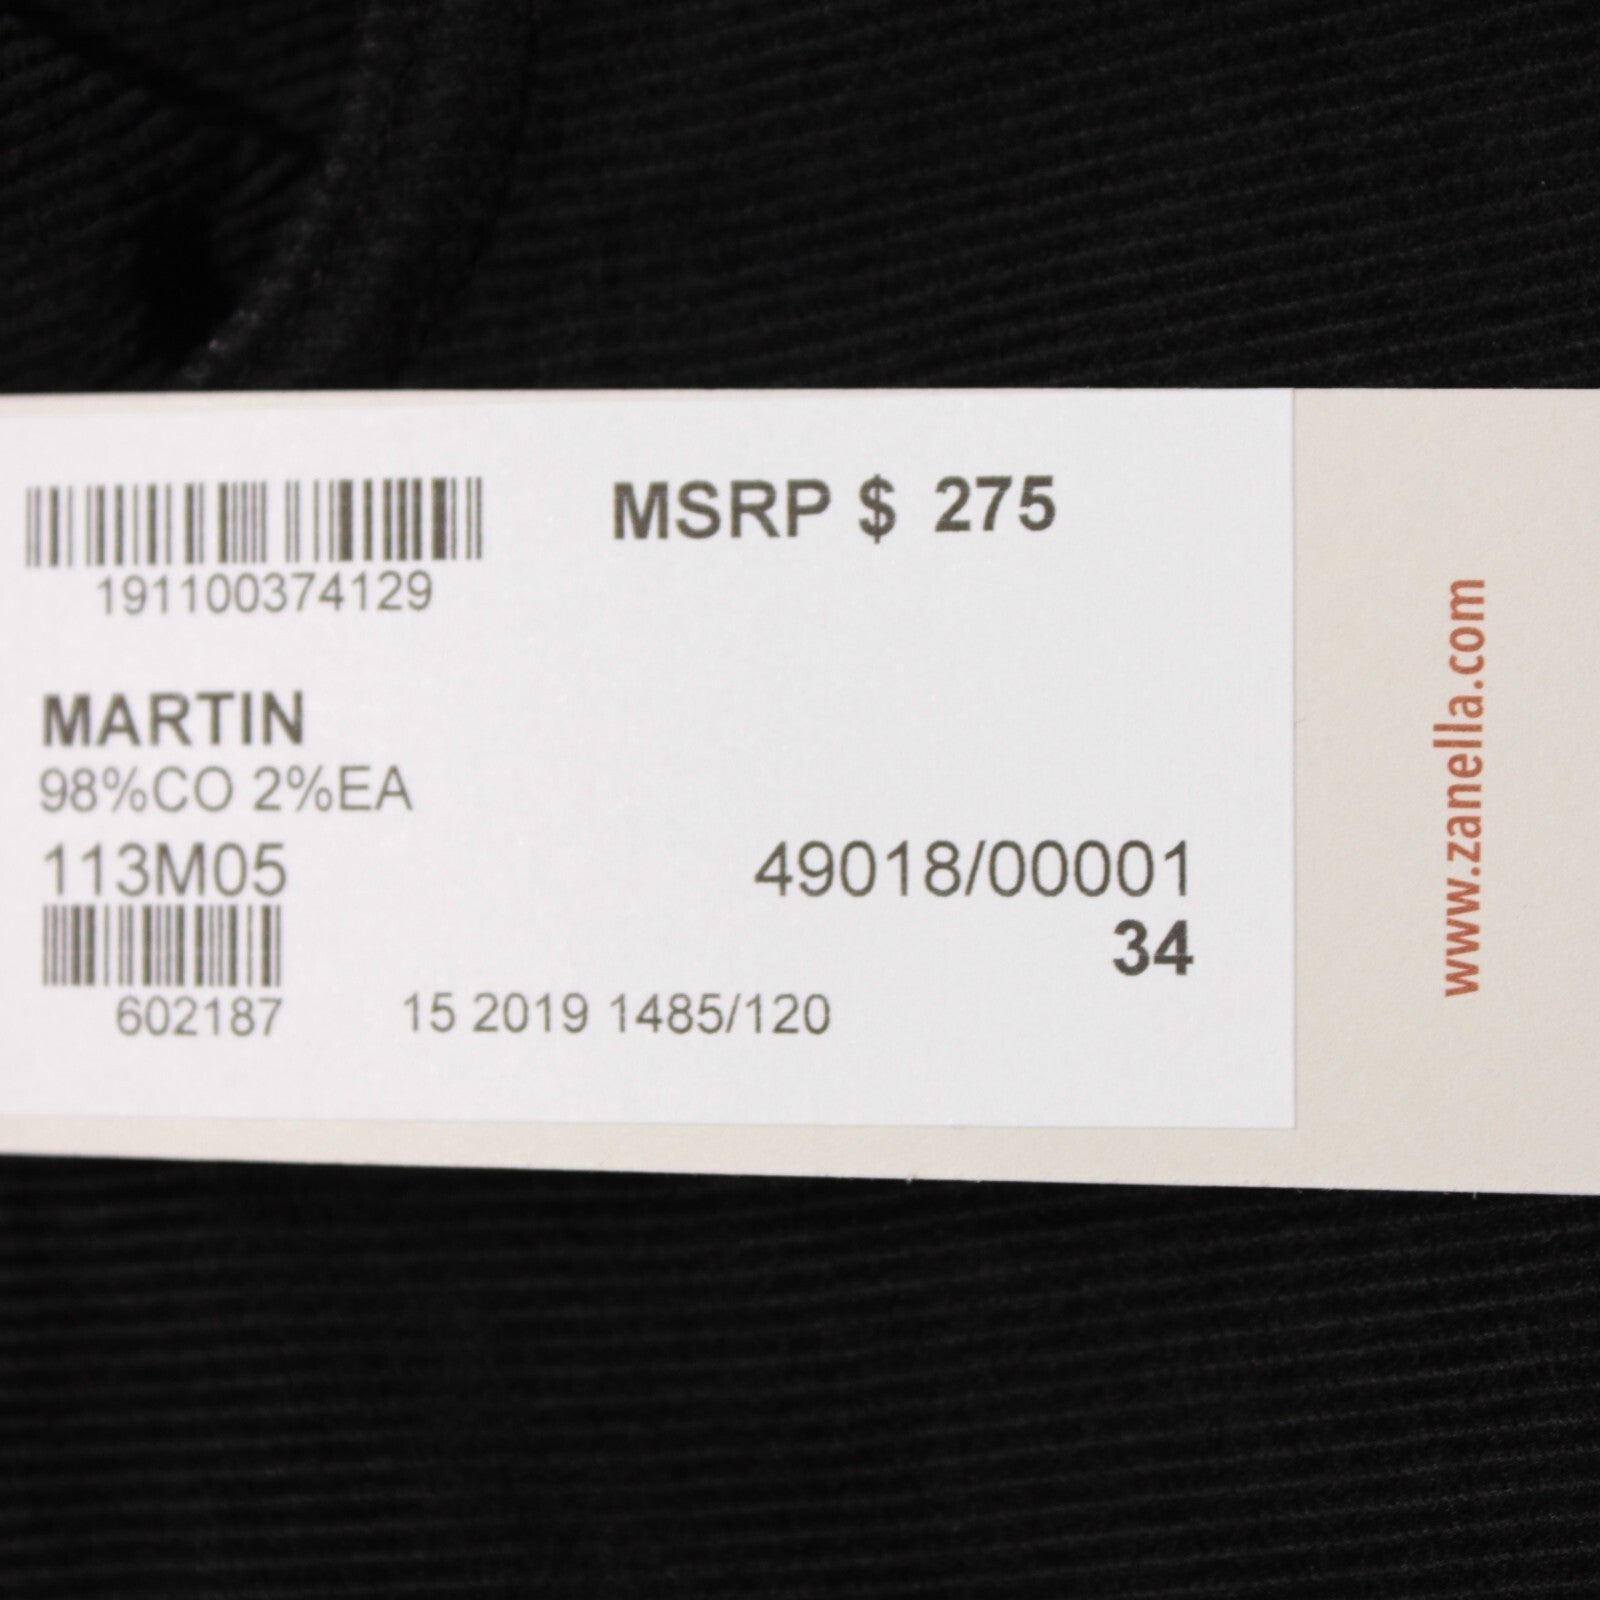 MSRP $ 275
191100374129
MARTIN
98%CO 2%EA
113M05
49018/00001
34
602187
15 2019 1485/120
www.zanella.com